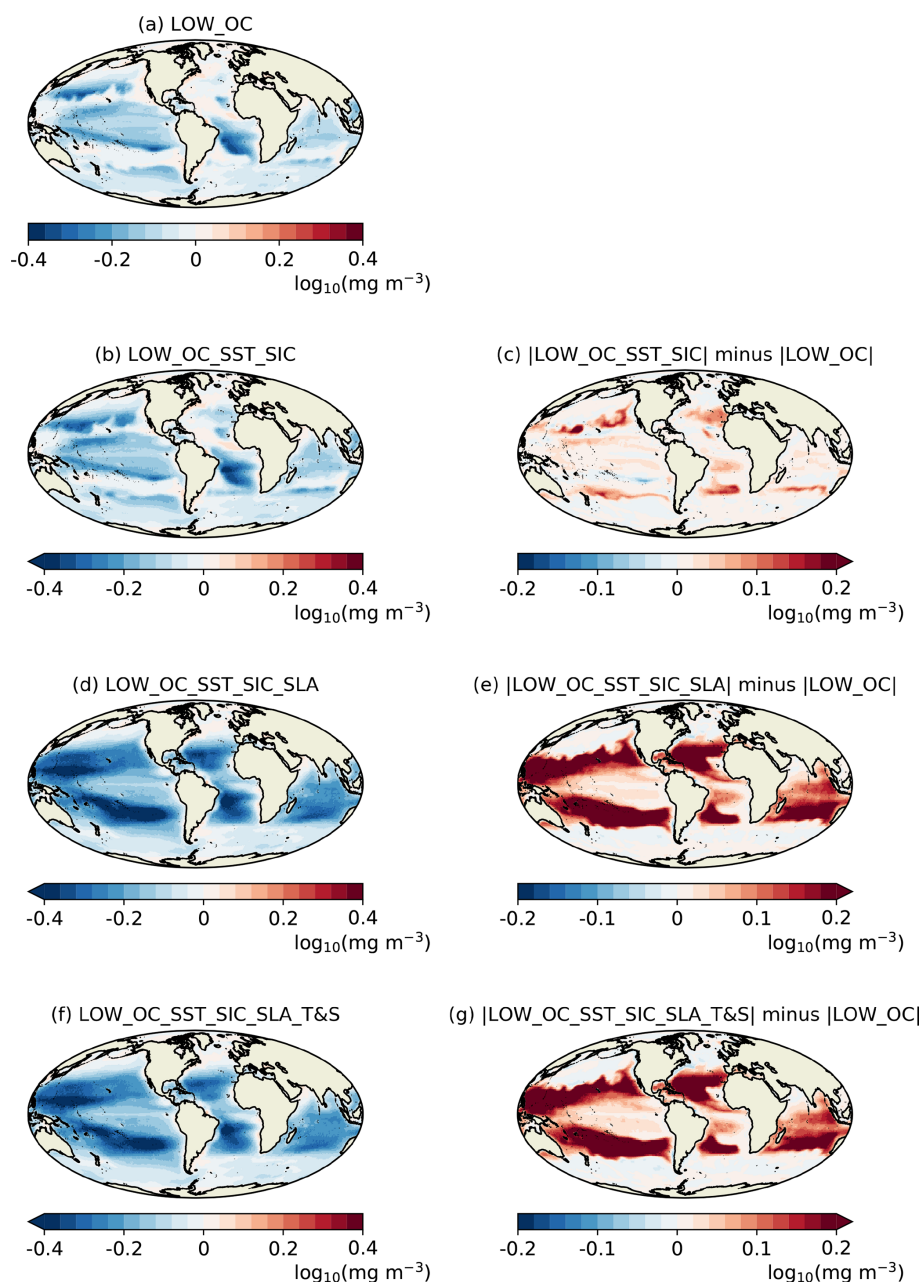 (a) LOW_OC
-0.4 -0.2 0 0.2 0.4
log₁₀(mg m⁻³)
(b) LOW_OC_SST_SIC
-0.4 -0.2 0 0.2 0.4
log₁₀(mg m⁻³)
(c) |LOW_OC_SST_SIC| minus |LOW_OC|
-0.2 -0.1 0 0.1 0.2
log₁₀(mg m⁻³)
(d) LOW_OC_SST_SIC_SLA
-0.4 -0.2 0 0.2 0.4
log₁₀(mg m⁻³)
(e) |LOW_OC_SST_SIC_SLA| minus |LOW_OC|
-0.2 -0.1 0 0.1 0.2
log₁₀(mg m⁻³)
(f) LOW_OC_SST_SIC_SLA_T&S
-0.4 -0.2 0 0.2 0.4
log₁₀(mg m⁻³)
(g) |LOW_OC_SST_SIC_SLA_T&S| minus |LOW_OC|
-0.2 -0.1 0 0.1 0.2
log₁₀(mg m⁻³)